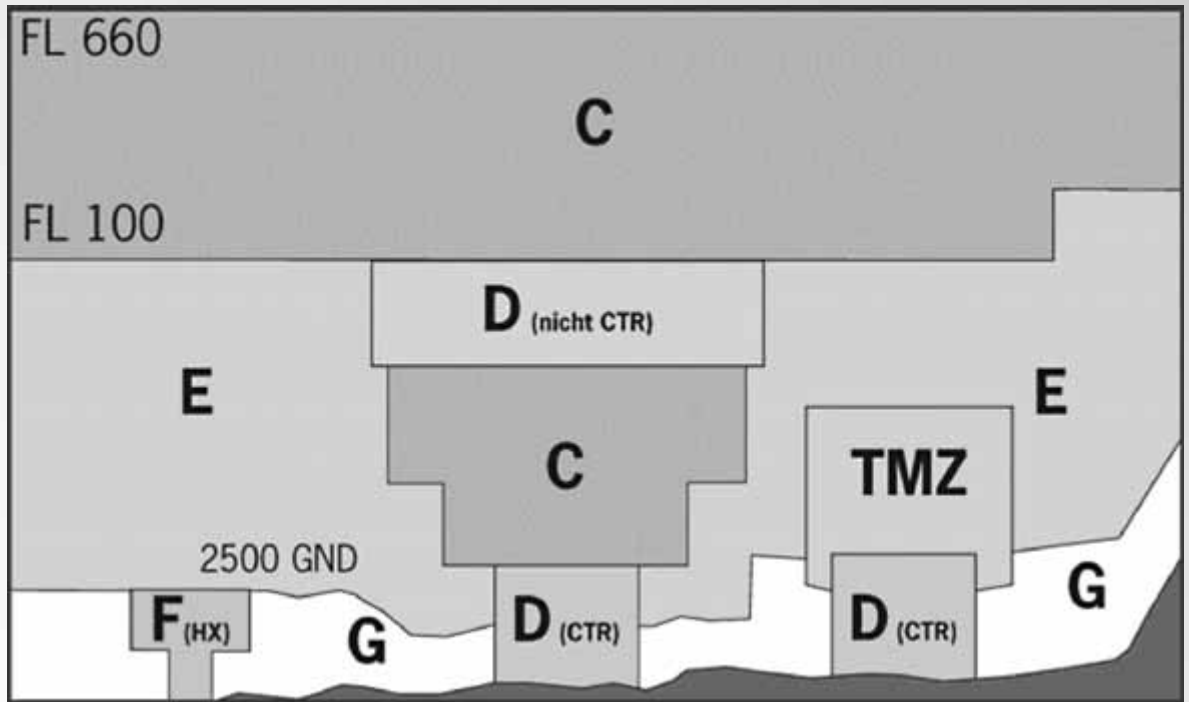 FL 660
C
FL 100
D (nicht CTR)
E
E
C
TMZ
2500 GND
F(HX)
G
D (CTR)
D (CTR)
G